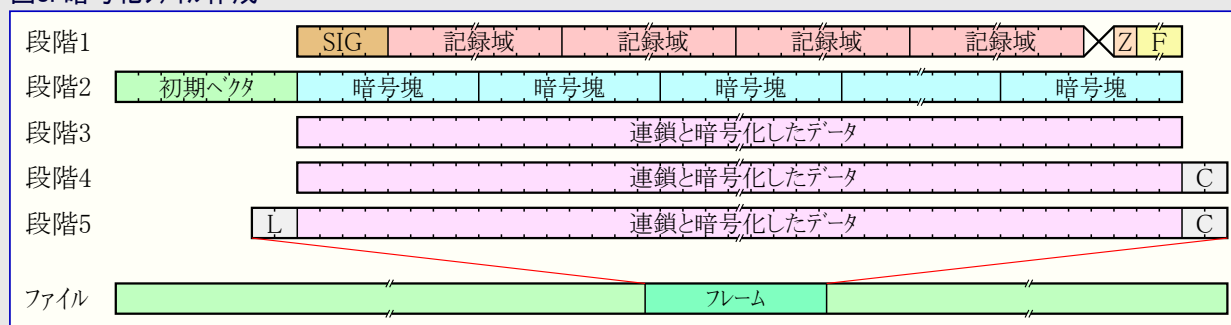 図3. 暗号化ファイル作成
段階1 SIG 記録域 記録域 記録域 記録域 Z F
段階2 初期ベクタ 暗号塊 暗号塊 暗号塊 暗号塊
段階3 連鎖と暗号化したデータ
段階4 連鎖と暗号化したデータ C
段階5 L 連鎖と暗号化したデータ C
ファイル フレーム